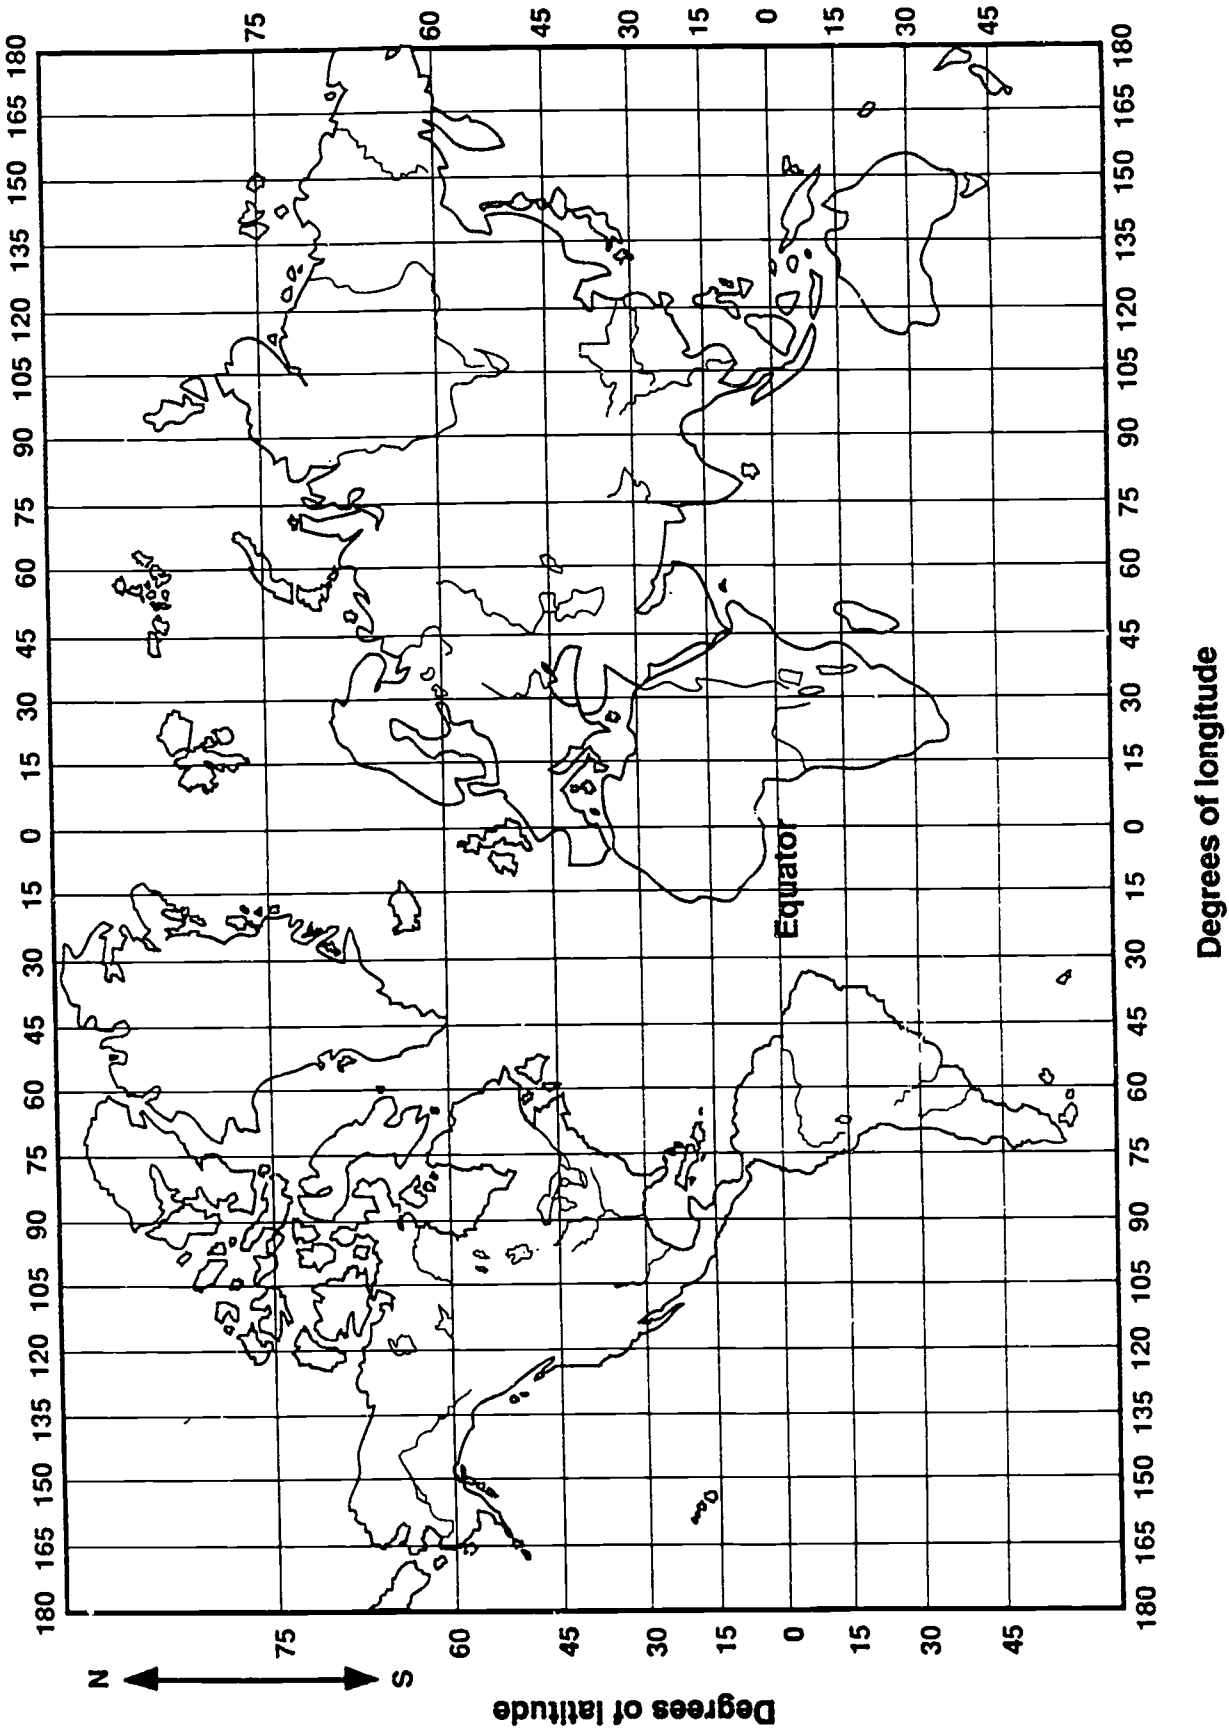 180 165 150 135 120 105 90 75 60 45 30 15 0 15 30 45 60 75 90 105 120 135 150 165 180
N
S
Degrees of latitude
75 75
60 60
45 45
30 30
15 15
0 Equator 0
15 15
30 30
45 45
180 165 150 135 120 105 90 75 60 45 30 15 0 15 30 45 60 75 90 105 120 135 150 165 180
Degrees of longitude